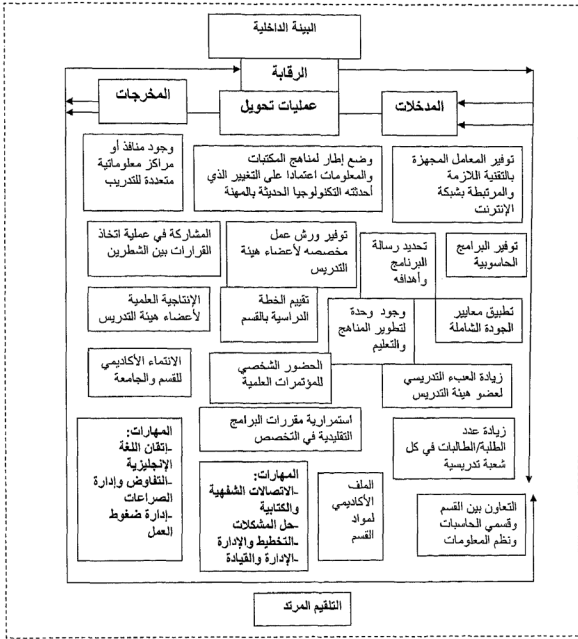 البيئة الداخلية
الرقابة
المدخلات
عمليات تحويل
المخرجات
توفير المعامل المجهزة
بالتقنية اللازمة
والمرتبطة بشبكة
الإنترنت
وضع إطار لمناهج المكتبات
والمعلومات اعتمادا على التغيير الذي
أحدثته التكنولوجيا الحديثة بالمهنة
وجود منافذ أو
مراكز معلوماتية
متعددة للتدريب
توفير البرامج
الحاسوبية
تحديد رسالة
البرنامج
وأهدافه
توفير ورش عمل
مخصصه لأعضاء هيئة
التدريس
المشاركة في عملية اتخاذ
القرارات بين الشطرين
تطبيق معايير
الجودة الشاملة
وجود وحدة
لتطوير المناهج
والتعليم
تقييم الخطة
الدراسية بالقسم
الإنتاجية العلمية
لأعضاء هيئة التدريس
زيادة العبء التدريسي
لعضو هيئة التدريس
الحضور الشخصي
للمؤتمرات العلمية
الانتماء الأكاديمي
للقسم والجامعة
زيادة عدد
الطلبة/الطالبات في كل
شعبة تدريسية
استمرارية مقررات البرامج
التقليدية في التخصص
المهارات:
-إتقان اللغة
الإنجليزية
-التفاوض وإدارة
الصراعات
-إدارة ضغوط
العمل
التعاون بين القسم
وقسمي الحاسبات
ونظم المعلومات
الملف
الأكاديمي
لمواد
القسم
المهارات:
-الاتصالات الشفهية
والكتابية
-حل المشكلات
-التخطيط والإدارة
-الإدارة والقيادة
التلقيم المرتد